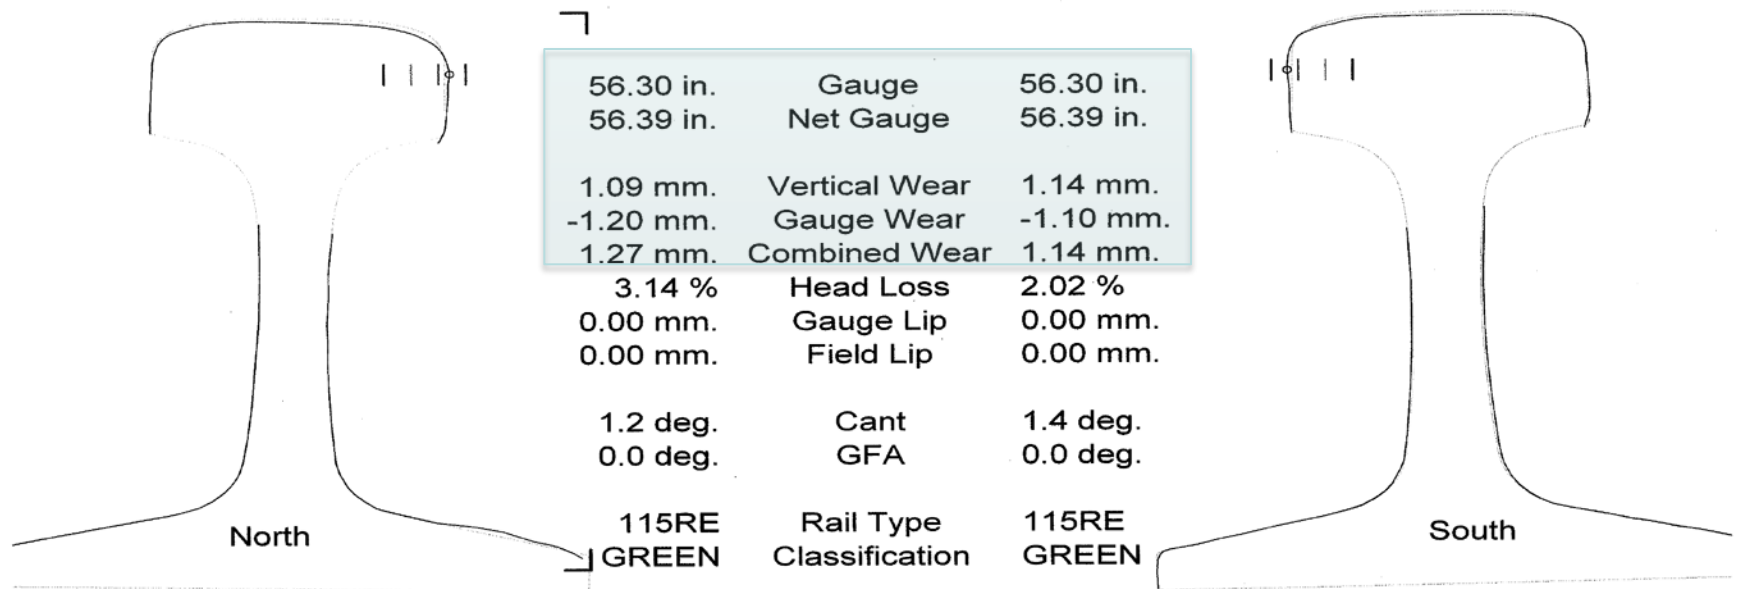 56.30 in. Gauge 56.30 in.
56.39 in. Net Gauge 56.39 in.
1.09 mm. Vertical Wear 1.14 mm.
-1.20 mm. Gauge Wear -1.10 mm.
1.27 mm. Combined Wear 1.14 mm.
3.14 % Head Loss 2.02 %
0.00 mm. Gauge Lip 0.00 mm.
0.00 mm. Field Lip 0.00 mm.
1.2 deg. Cant 1.4 deg.
0.0 deg. GFA 0.0 deg.
115RE Rail Type 115RE
GREEN Classification GREEN
North
South